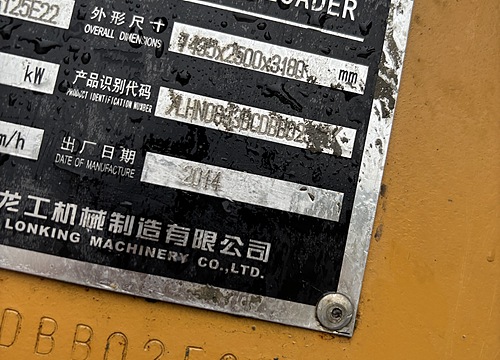 LOADER
125E22
外形尺寸
OVERALL DIMENSIONS
mm
kW
产品识别代码
PRODUCT IDENTIFICATION NUMBER
m/h
出厂日期
DATE OF MANUFACTURE
2014
龙工机械制造有限公司
LONKING MACHINERY CO.,LTD.
DBB025